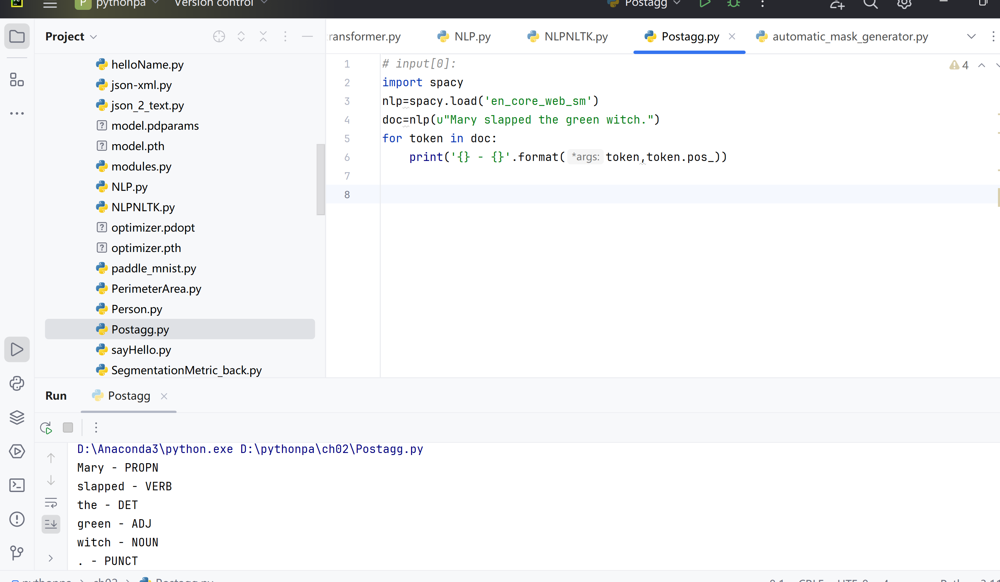 pythonpa
Version control
Postagg
Project
ransformer.py
NLP.py
NLPNLTK.py
Postagg.py
automatic_mask_generator.py
helloName.py
json-xml.py
json_2_text.py
model.pdparams
model.pth
modules.py
NLP.py
NLPNLTK.py
optimizer.pdopt
optimizer.pth
paddle_mnist.py
PerimeterArea.py
Person.py
Postagg.py
sayHello.py
SegmentationMetric_back.py
4
1 # input[0]:
2 import spacy
3 nlp=spacy.load('en_core_web_sm')
4 doc=nlp(u"Mary slapped the green witch.")
5 for token in doc:
6 print('{} - {}'.format( *args: token,token.pos_))
7
8
Run
Postagg
D:\Anaconda3\python.exe D:\pythonpa\ch02\Postagg.py
Mary - PROPN
slapped - VERB
the - DET
green - ADJ
witch - NOUN
. - PUNCT
pythonpa > ch02 > Postagg.py